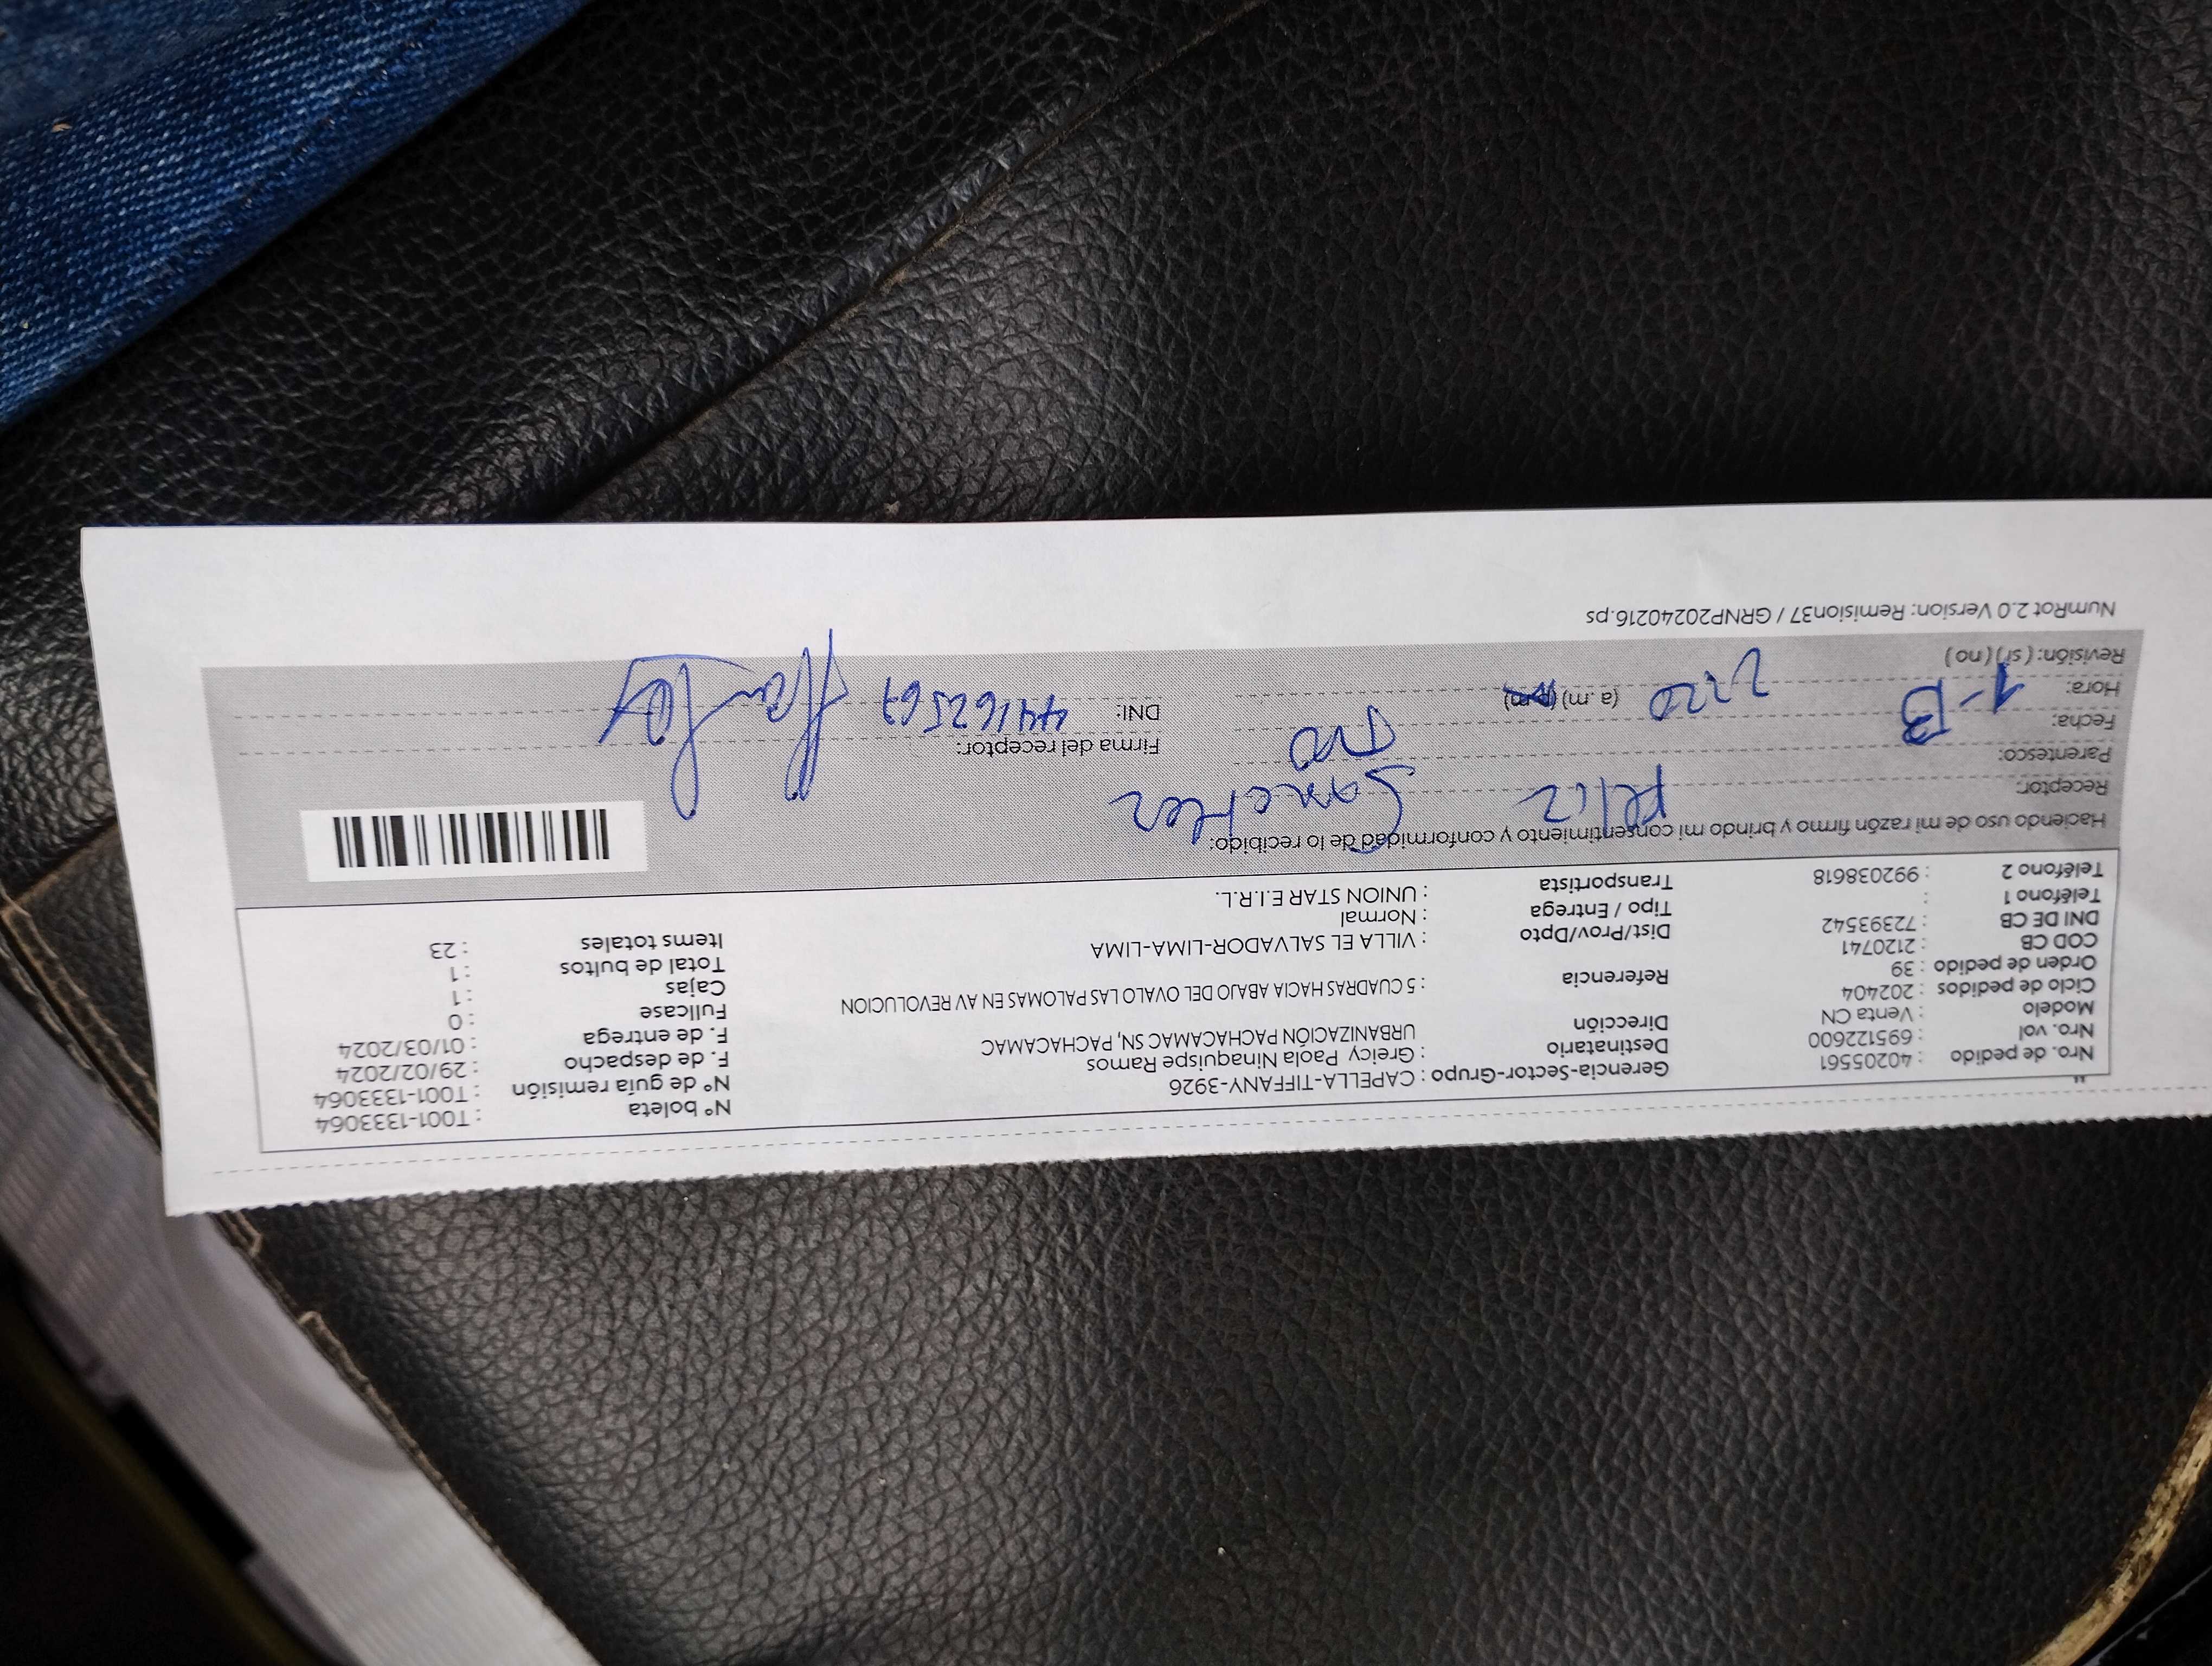 Nro. de pedido : 40205561 Gerencia-Sector-Grupo : CAPELLA-TIFFANY-3926 N° boleta : T001-1333064
Nro. vol : 695122600 Destinatario : Greicy Paola Ninaquispe Ramos N° de guía remisión : T001-1333064
Modelo : Venta CN Dirección URBANIZACIÓN PACHACAMAC SN, PACHACAMAC F. de despacho : 29/02/2024
Ciclo de pedidos : 202404 F. de entrega : 01/03/2024
Orden de pedido : 39 Referencia : 5 CUADRAS HACIA ABAJO DEL OVALO LAS PALOMAS EN AV REVOLUCION Fullcase : 0
COD CB : 2120741 Cajas : 1
DNI DE CB : 72393542 Dist/Prov/Dpto : VILLA EL SALVADOR-LIMA-LIMA Total de bultos : 1
Teléfono 1 : Tipo / Entrega : Normal Items totales : 23
Teléfono 2 : 992038618 Transportista : UNION STAR E.I.R.L.
Haciendo uso de mi razón firmo y brindo mi consentimiento y conformidad de lo recibido:
Receptor: Feliz Sanchez
Parentesco:
Fecha: Firma del receptor:
Hora: 2:20 (a. m) (p.m) DNI: 44162567
Revisión: ( si ) ( no )
NumRot 2.0 Version: Remision37 / GRNP20240216.ps